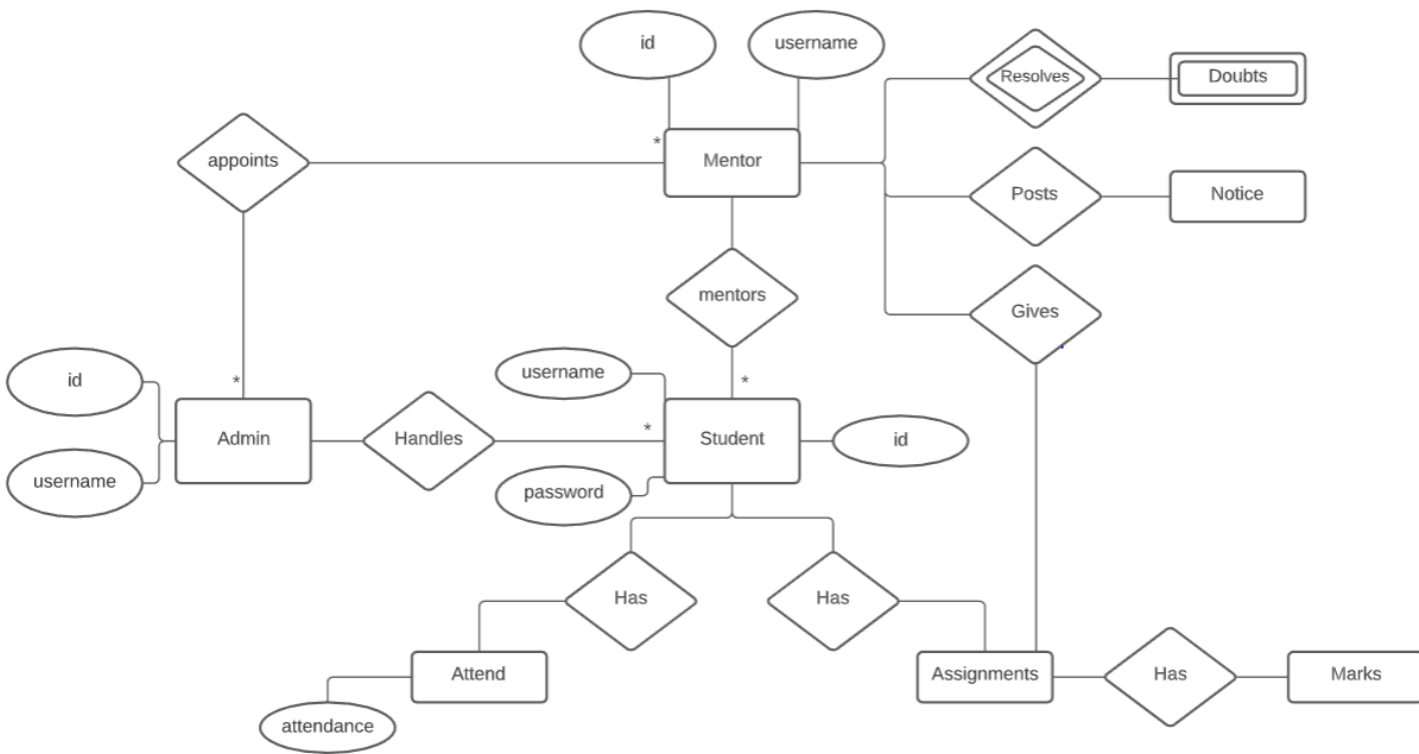 id
username
Resolves
Doubts
appoints
*
Mentor
Posts
Notice
mentors
Gives
id
*
username
*
Admin
Handles
*
Student
id
username
password
Has
Has
Attend
Assignments
Has
Marks
attendance